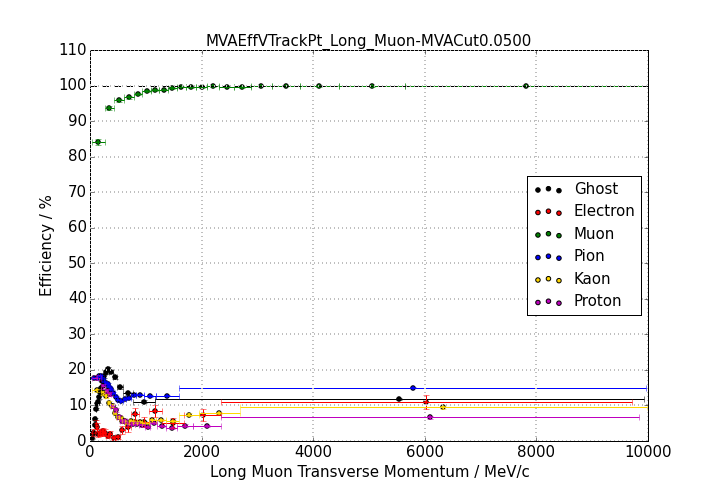 MVAEffVTrackPt_Long_Muon-MVACut0.0500
110
100
90
80
70
60
50
40
30
20
10
0
Efficiency / %
Ghost
Electron
Muon
Pion
Kaon
Proton
0 2000 4000 6000 8000 10000
Long Muon Transverse Momentum / MeV/c